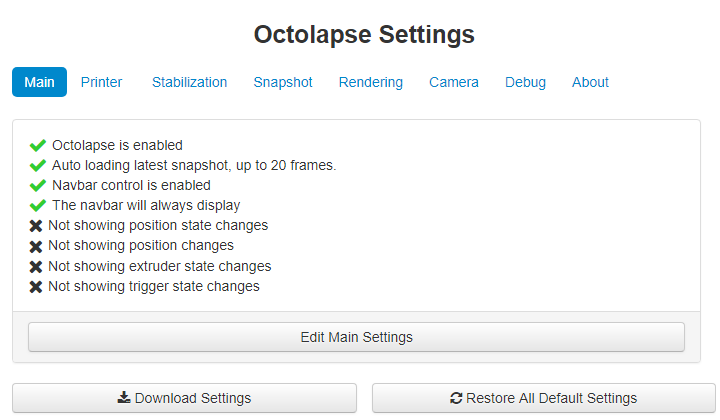 Octolapse Settings
Main Printer Stabilization Snapshot Rendering Camera Debug About
Octolapse is enabled
Auto loading latest snapshot, up to 20 frames.
Navbar control is enabled
The navbar will always display
Not showing position state changes
Not showing position changes
Not showing extruder state changes
Not showing trigger state changes
Edit Main Settings
Download Settings Restore All Default Settings